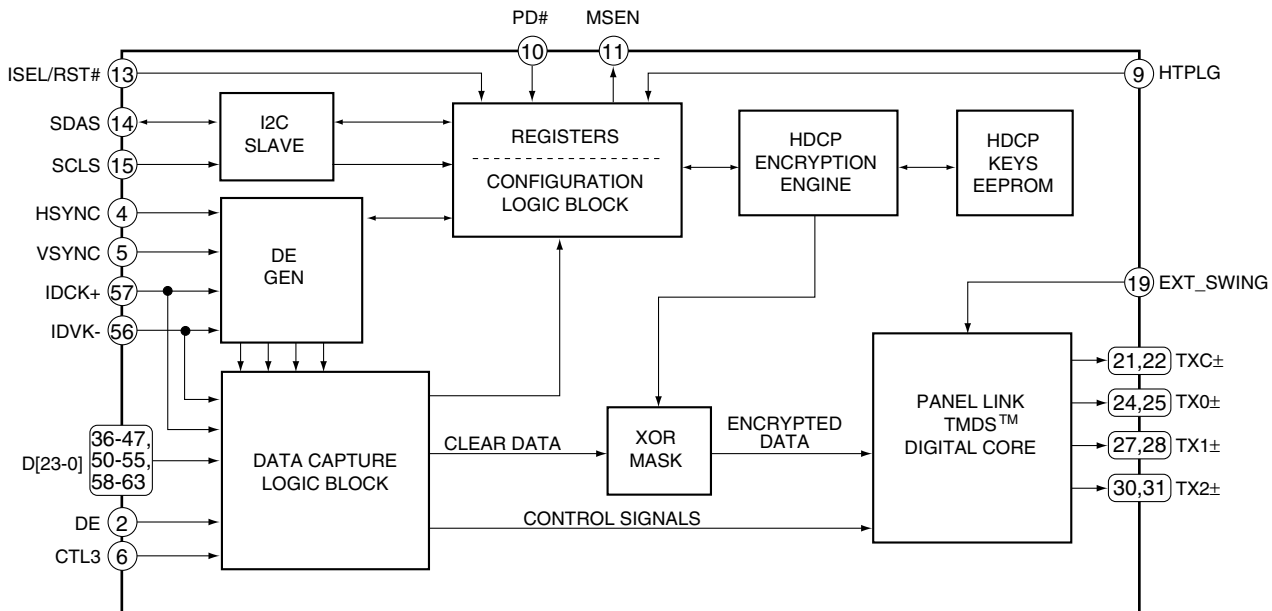 PD# MSEN
10 11
ISEL/RST# 13
9 HTPLG
SDAS 14
I2C
SLAVE
SCLS 15
REGISTERS
CONFIGURATION
LOGIC BLOCK
HDCP
ENCRYPTION
ENGINE
HDCP
KEYS
EEPROM
HSYNC 4
VSYNC 5
IDCK+ 57
IDVK- 56
DE
GEN
19 EXT_SWING
D[23-0]
36-47,
50-55,
58-63
DE 2
CTL3 6
DATA CAPTURE
LOGIC BLOCK
CLEAR DATA
XOR
MASK
ENCRYPTED
DATA
CONTROL SIGNALS
PANEL LINK
TMDS™
DIGITAL CORE
21,22 TXC±
24,25 TX0±
27,28 TX1±
30,31 TX2±